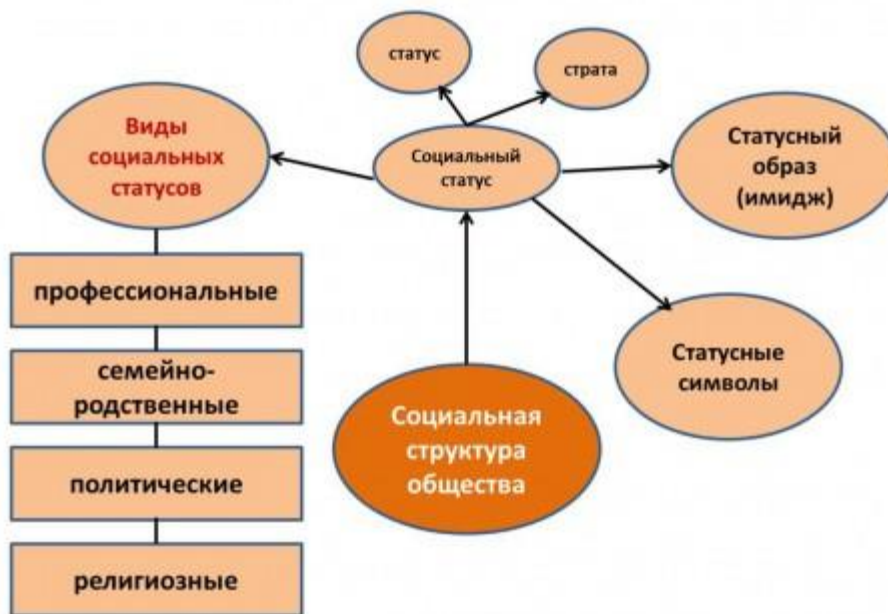 статус
страта
Виды
социальных
статусов
Социальный
статус
Статусный
образ
(имидж)
профессиональные
семейно-
родственные
политические
религиозные
Статусные
символы
Социальная
структура
общества